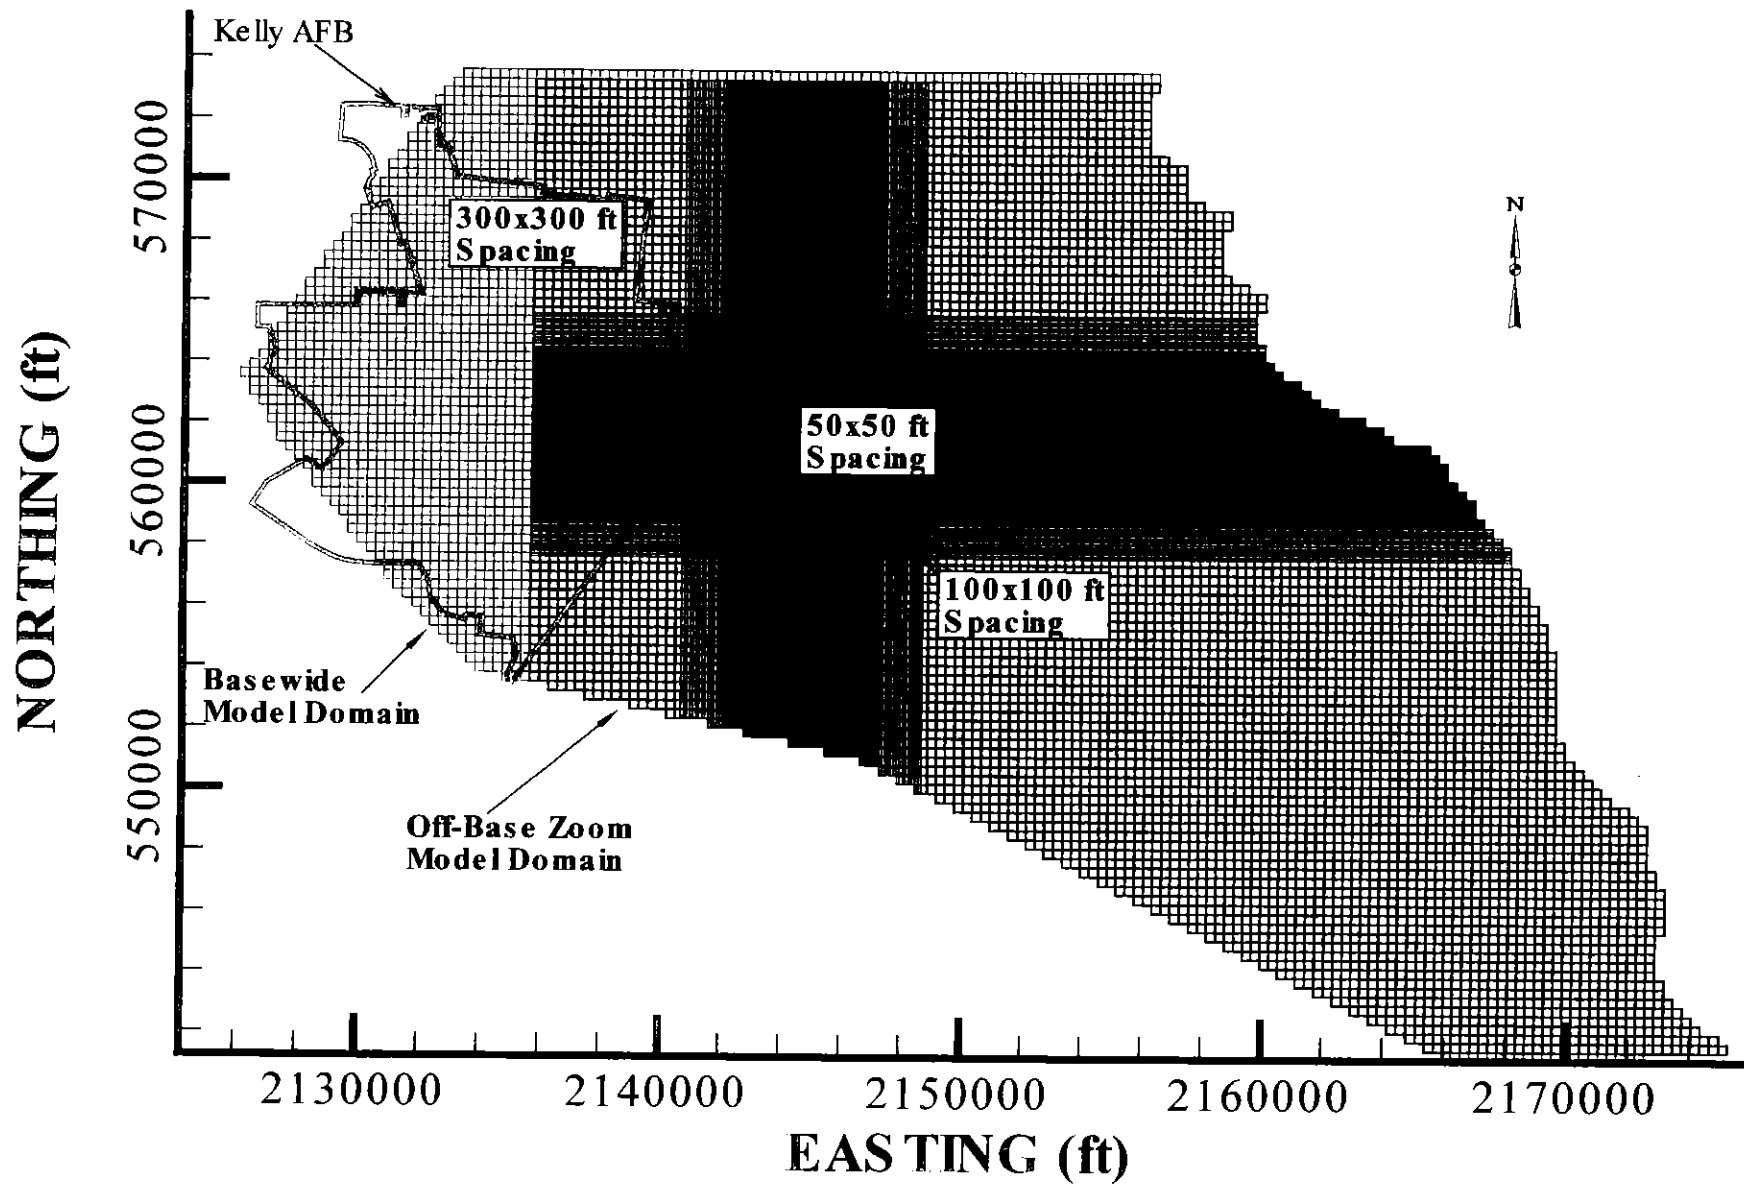 Kelly AFB
NORTHING (ft)
570000
560000
550000
300x300 ft
Spacing
N
50x50 ft
Spacing
100x100 ft
Spacing
Basewide
Model Domain
Off-Base Zoom
Model Domain
2130000
2140000
2150000
2160000
2170000
EASTING (ft)